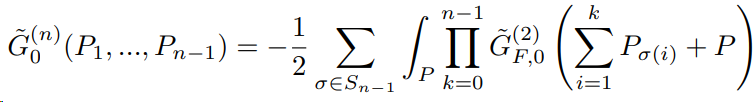 $$\tilde{G}_0^{(n)}(P_1, ..., P_{n-1}) = -\frac{1}{2} \sum_{\sigma \in S_{n-1}} \int_P \prod_{k=0}^{n-1} \tilde{G}_{F,0}^{(2)} \left( \sum_{i=1}^{k} P_{\sigma(i)} + P \right)$$